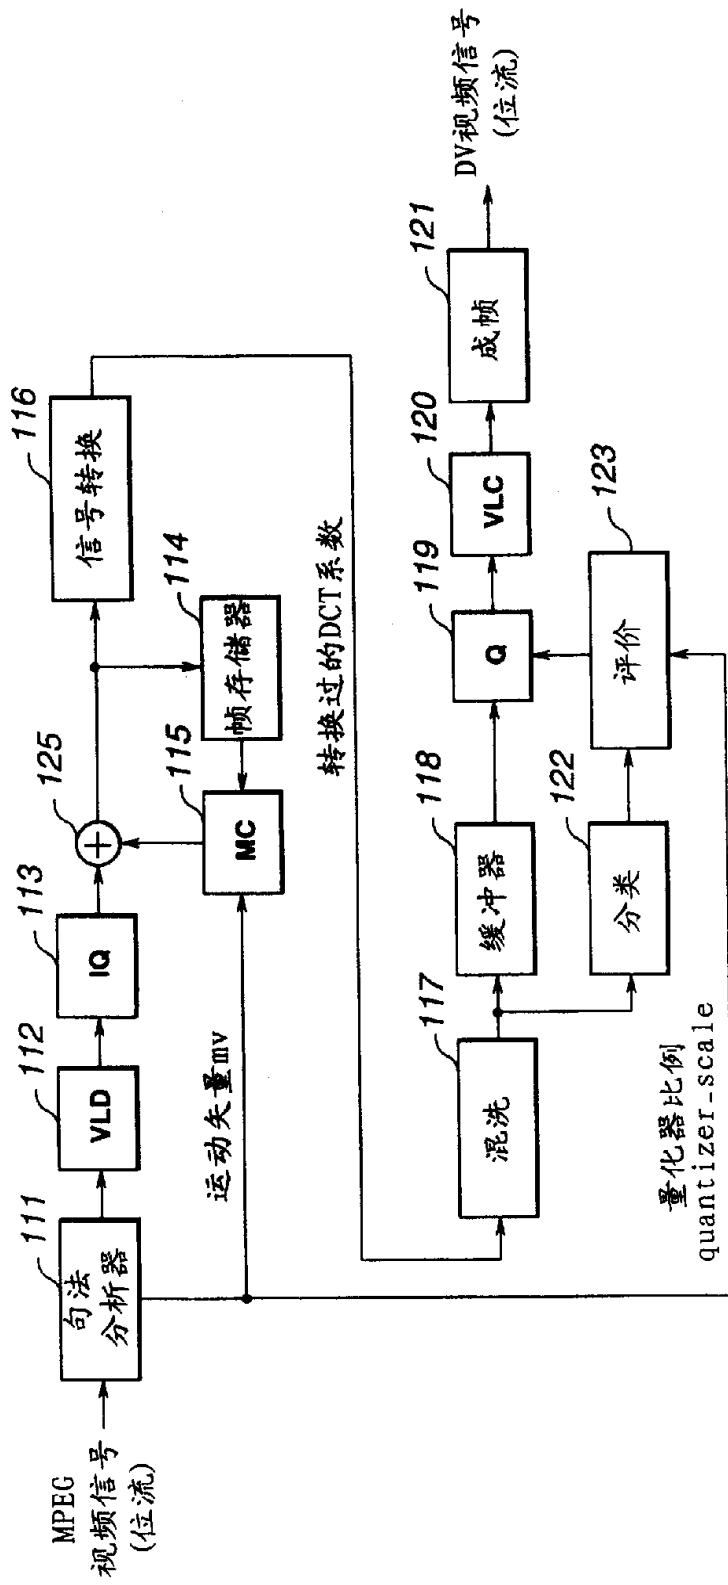 MPEG
视频信号
(位流)
111
句法
分析器
112
VLD
113
IQ
125
+
116
信号转换
114
帧存储器
115
MC
运动矢量mv
转换过的DCT系数
117
混洗
118
缓冲器
119
Q
120
VLC
121
成帧
DV视频信号
(位流)
122
分类
123
评价
量化器比例
quantizer_scale